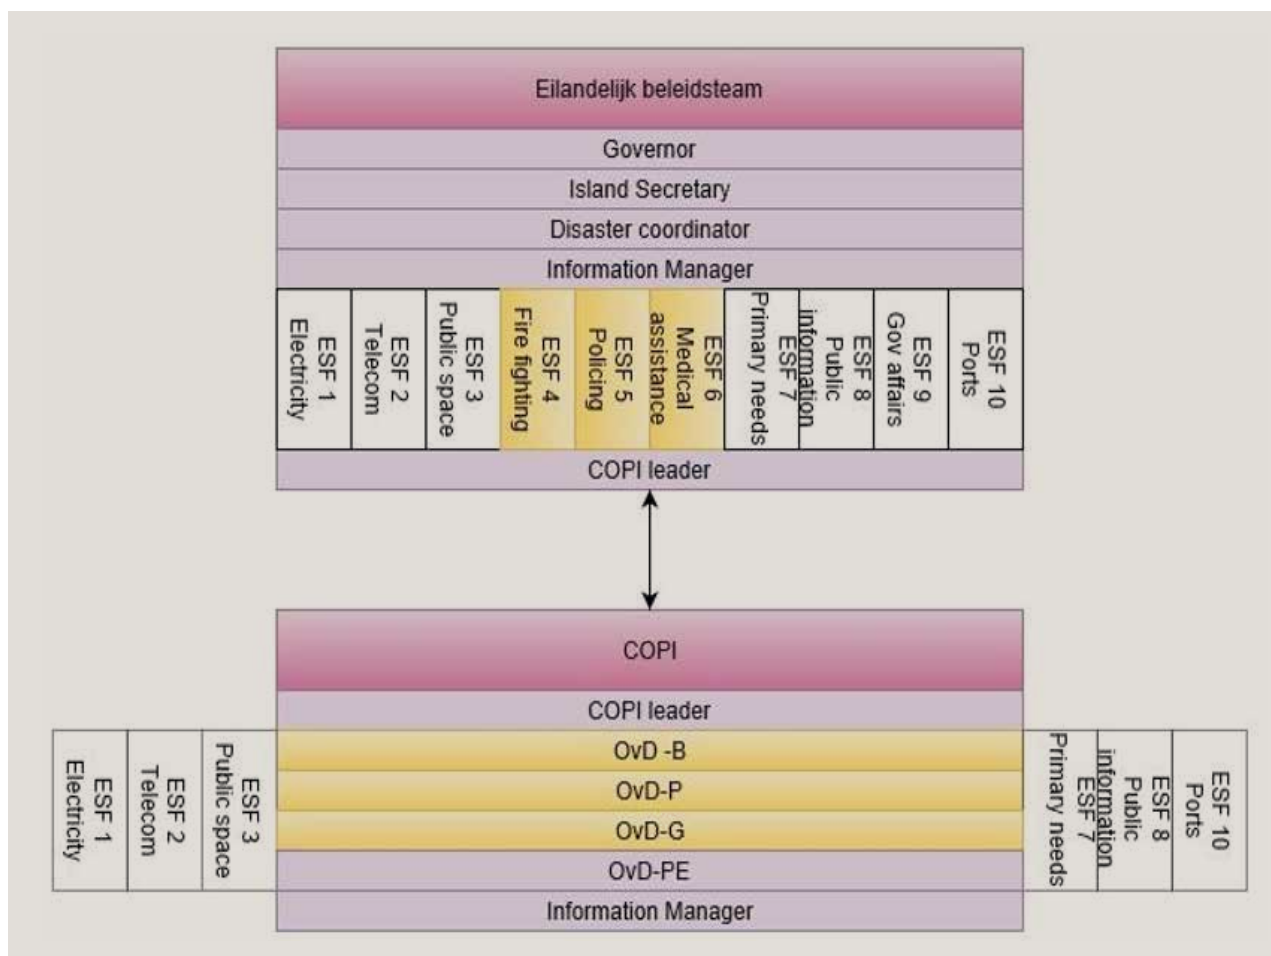 Eilandelijk beleidsteam
Governor
Island Secretary
Disaster coordinator
Information Manager
ESF 1
Electricity
ESF 2
Telecom
ESF 3
Public space
ESF 4
Fire fighting
ESF 5
Policing
ESF 6
Medical
assistance
ESF 7
Primary needs
ESF 8
Public
information
ESF 9
Gov affairs
ESF 10
Ports
COPI leader
COPI
COPI leader
OvD -B
OvD-P
OvD-G
OvD-PE
Information Manager
ESF 1
Electricity
ESF 2
Telecom
ESF 3
Public space
ESF 7
Primary needs
ESF 8
Public
information
ESF 10
Ports